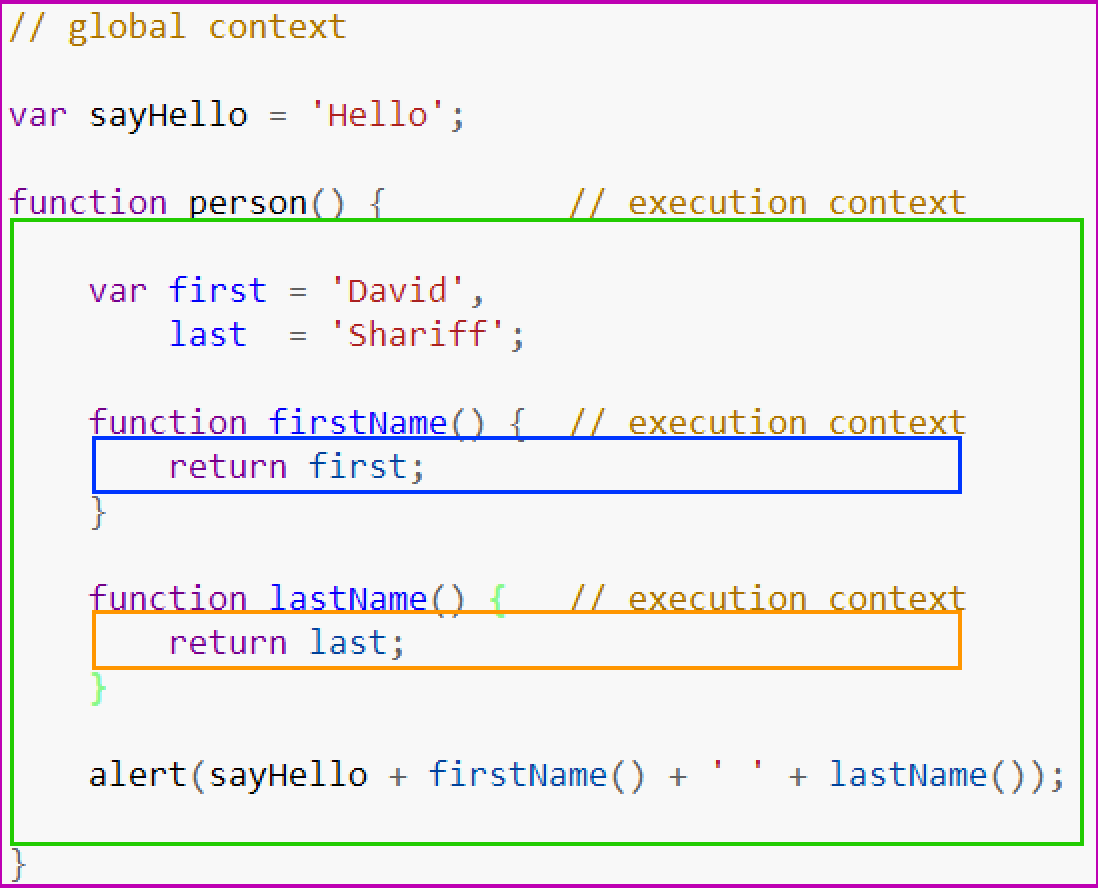 // global context
var sayHello = 'Hello';
function person() {         // execution context
    var first = 'David',
        last  = 'Shariff';
    function firstName() {  // execution context
        return first;
    }
    function lastName() {   // execution context
        return last;
    }
    alert(sayHello + firstName() + ' ' + lastName());
}